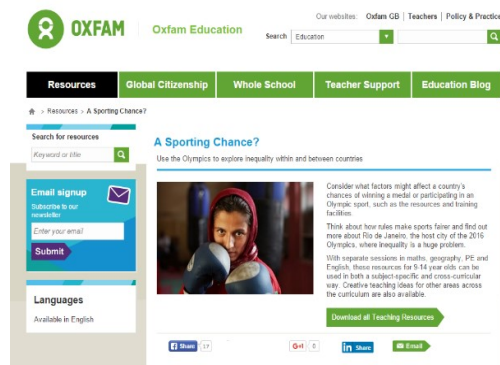 Our websites: Oxfam GB | Teachers | Policy & Practice
OXFAM
Oxfam Education
Search Education
Resources Global Citizenship Whole School Teacher Support Education Blog
> Resources > A Sporting Chance?
Search for resources
Keyword or title
Email signup
Subscribe to our
newsletter
Enter your email
Submit
Languages
Available in English
A Sporting Chance?
Use the Olympics to explore inequality within and between countries
Consider what factors might affect a country's
chances of winning a medal or participating in an
Olympic sport, such as the resources and training
facilities.
Think about how rules make sports fairer and find out
more about Rio de Janeiro, the host city of the 2016
Olympics, where inequality is a huge problem.
With separate sessions in maths, geography, PE and
English, these resources for 9-14 year olds can be
used in both a subject-specific and cross-curricular
way. Creative teaching ideas for other areas across
the curriculum are also available.
Download all Teaching Resources
f Share 17 G+1 0 in Share Email